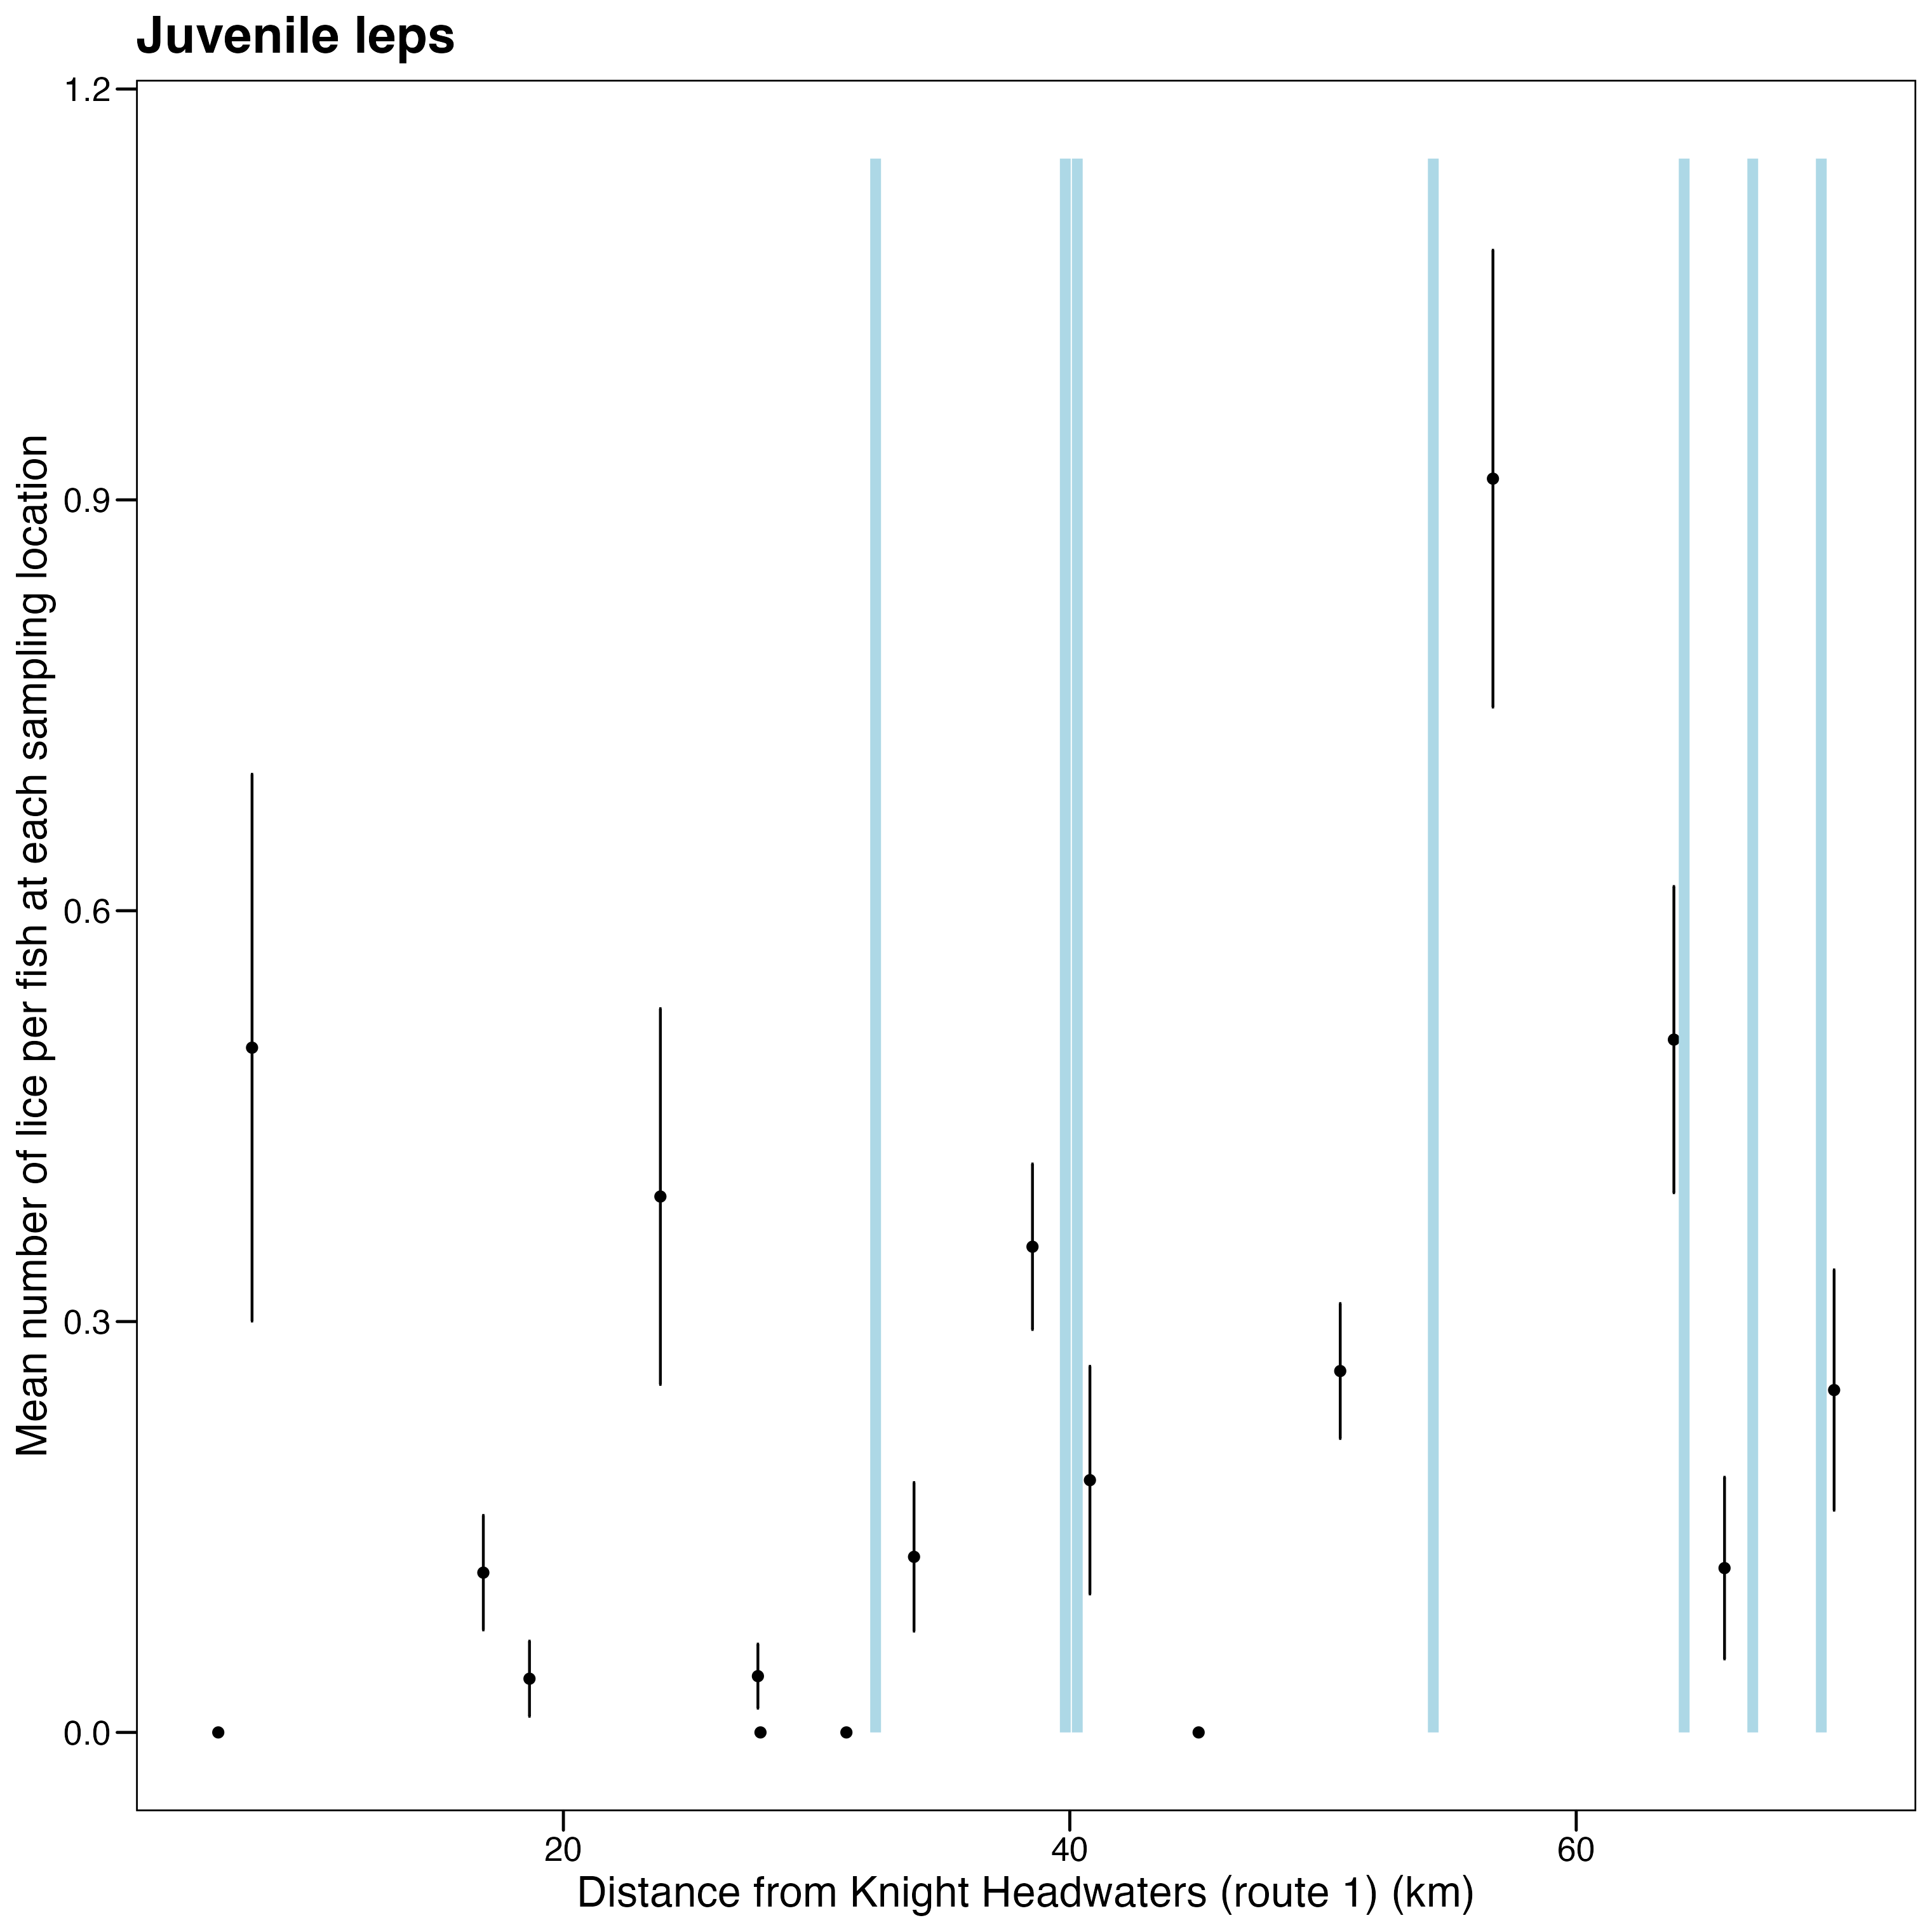 Juvenile leps
Mean number of lice per fish at each sampling location
1.2
0.9
0.6
0.3
0.0
20 40 60
Distance from Knight Headwaters (route 1) (km)